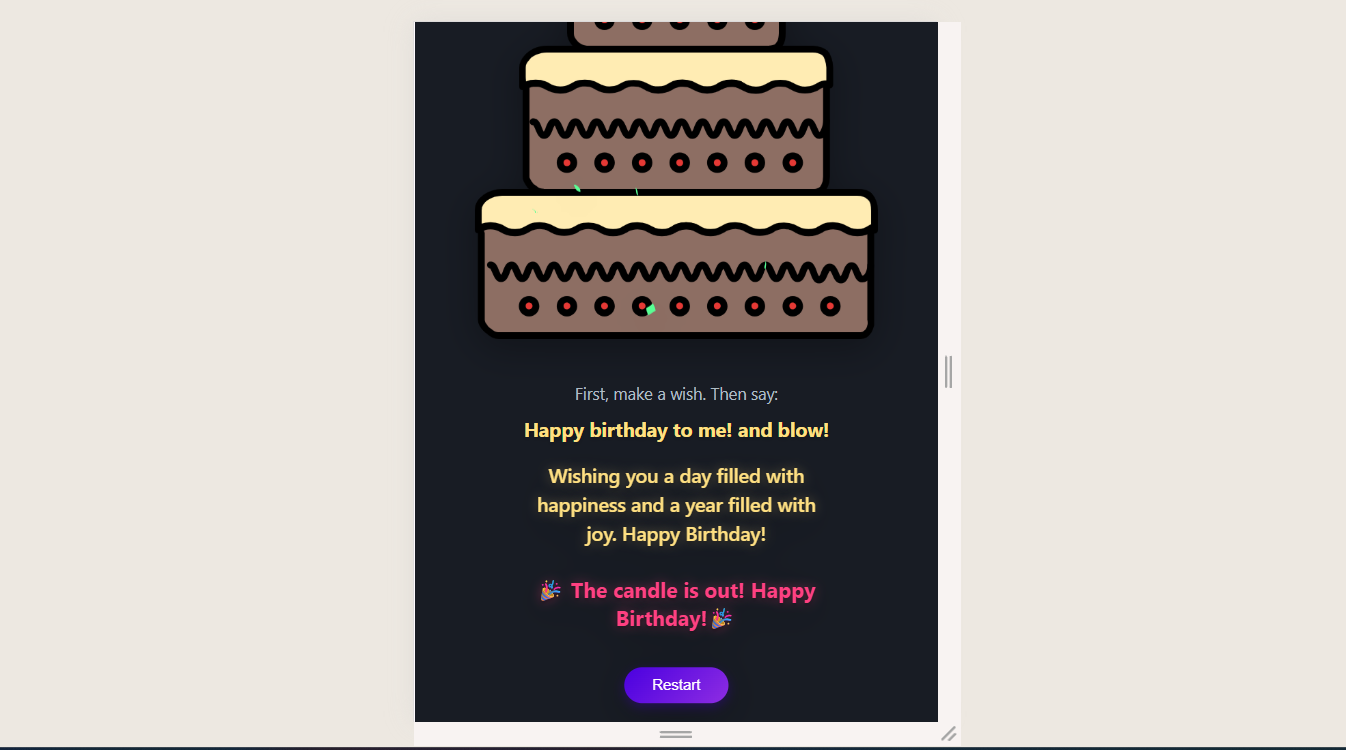 First, make a wish. Then say:
Happy birthday to me! and blow!
Wishing you a day filled with
happiness and a year filled with
joy. Happy Birthday!
🎉 The candle is out! Happy
Birthday! 🎉
Restart